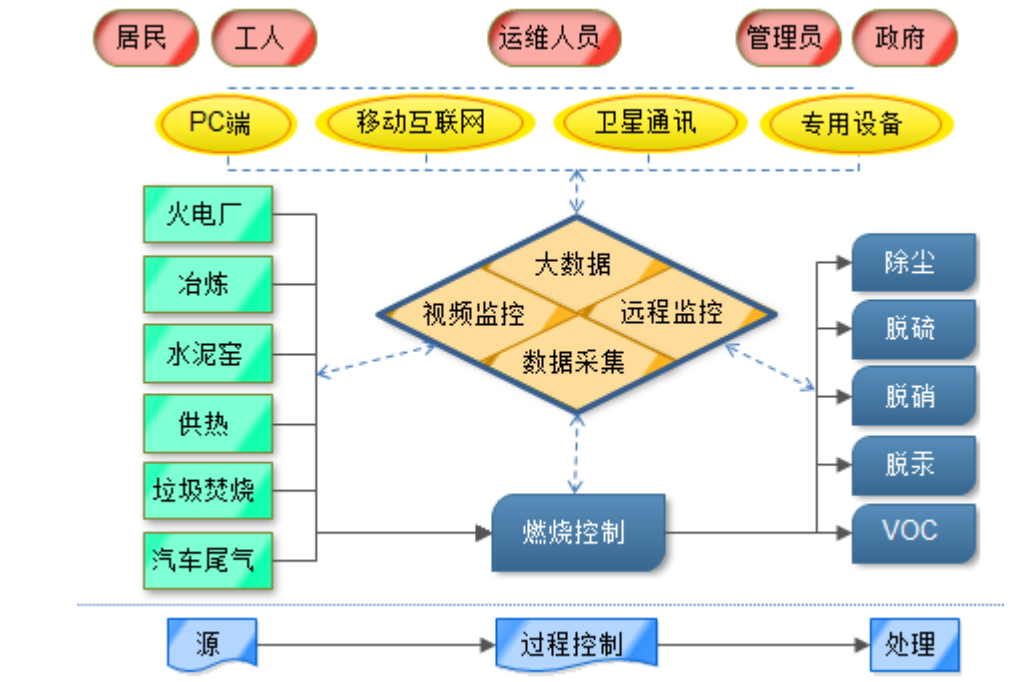 居民
工人
运维人员
管理员
政府
PC端
移动互联网
卫星通讯
专用设备
火电厂
冶炼
水泥窑
供热
垃圾焚烧
汽车尾气
大数据
视频监控
远程监控
数据采集
燃烧控制
除尘
脱硫
脱硝
脱汞
VOC
源
过程控制
处理